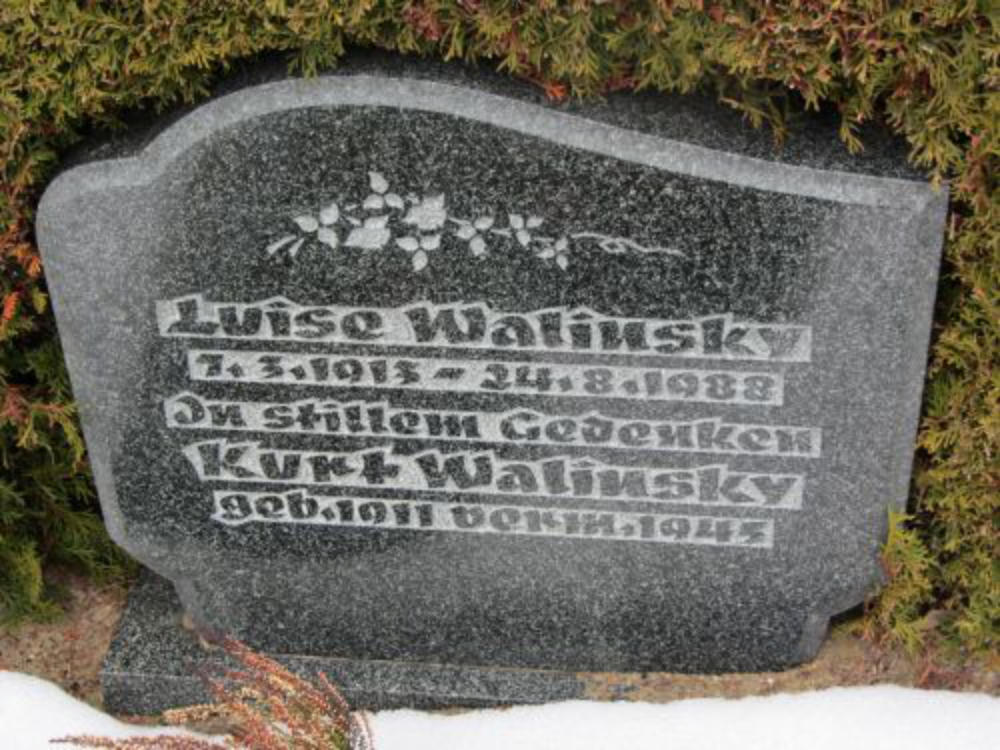 Luise Walinsky
7.3.1913 - 24.8.1988
In stillem Gedenken
Kurt Walinsky
geb.1911 verm.1945